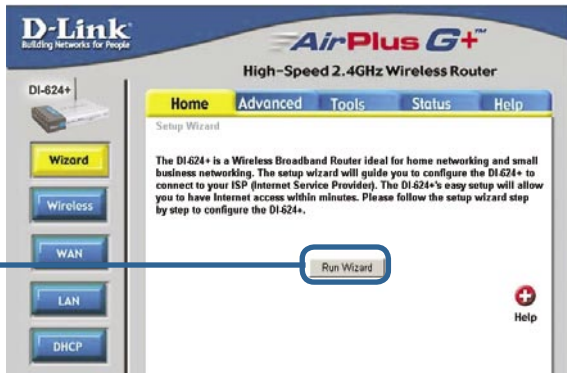 D-Link
Building Networks for People
AirPlus G+™
High-Speed 2.4GHz Wireless Router
DI-624+
Home Advanced Tools Status Help
Setup Wizard
Wizard
The DI-624+ is a Wireless Broadband Router ideal for home networking and small
business networking. The setup wizard will guide you to configure the DI-624+ to
connect to your ISP (Internet Service Provider). The DI-624+'s easy setup will allow
you to have Internet access within minutes. Please follow the setup wizard step
by step to configure the DI-624+.
Wireless
WAN
Run Wizard
LAN
Help
DHCP